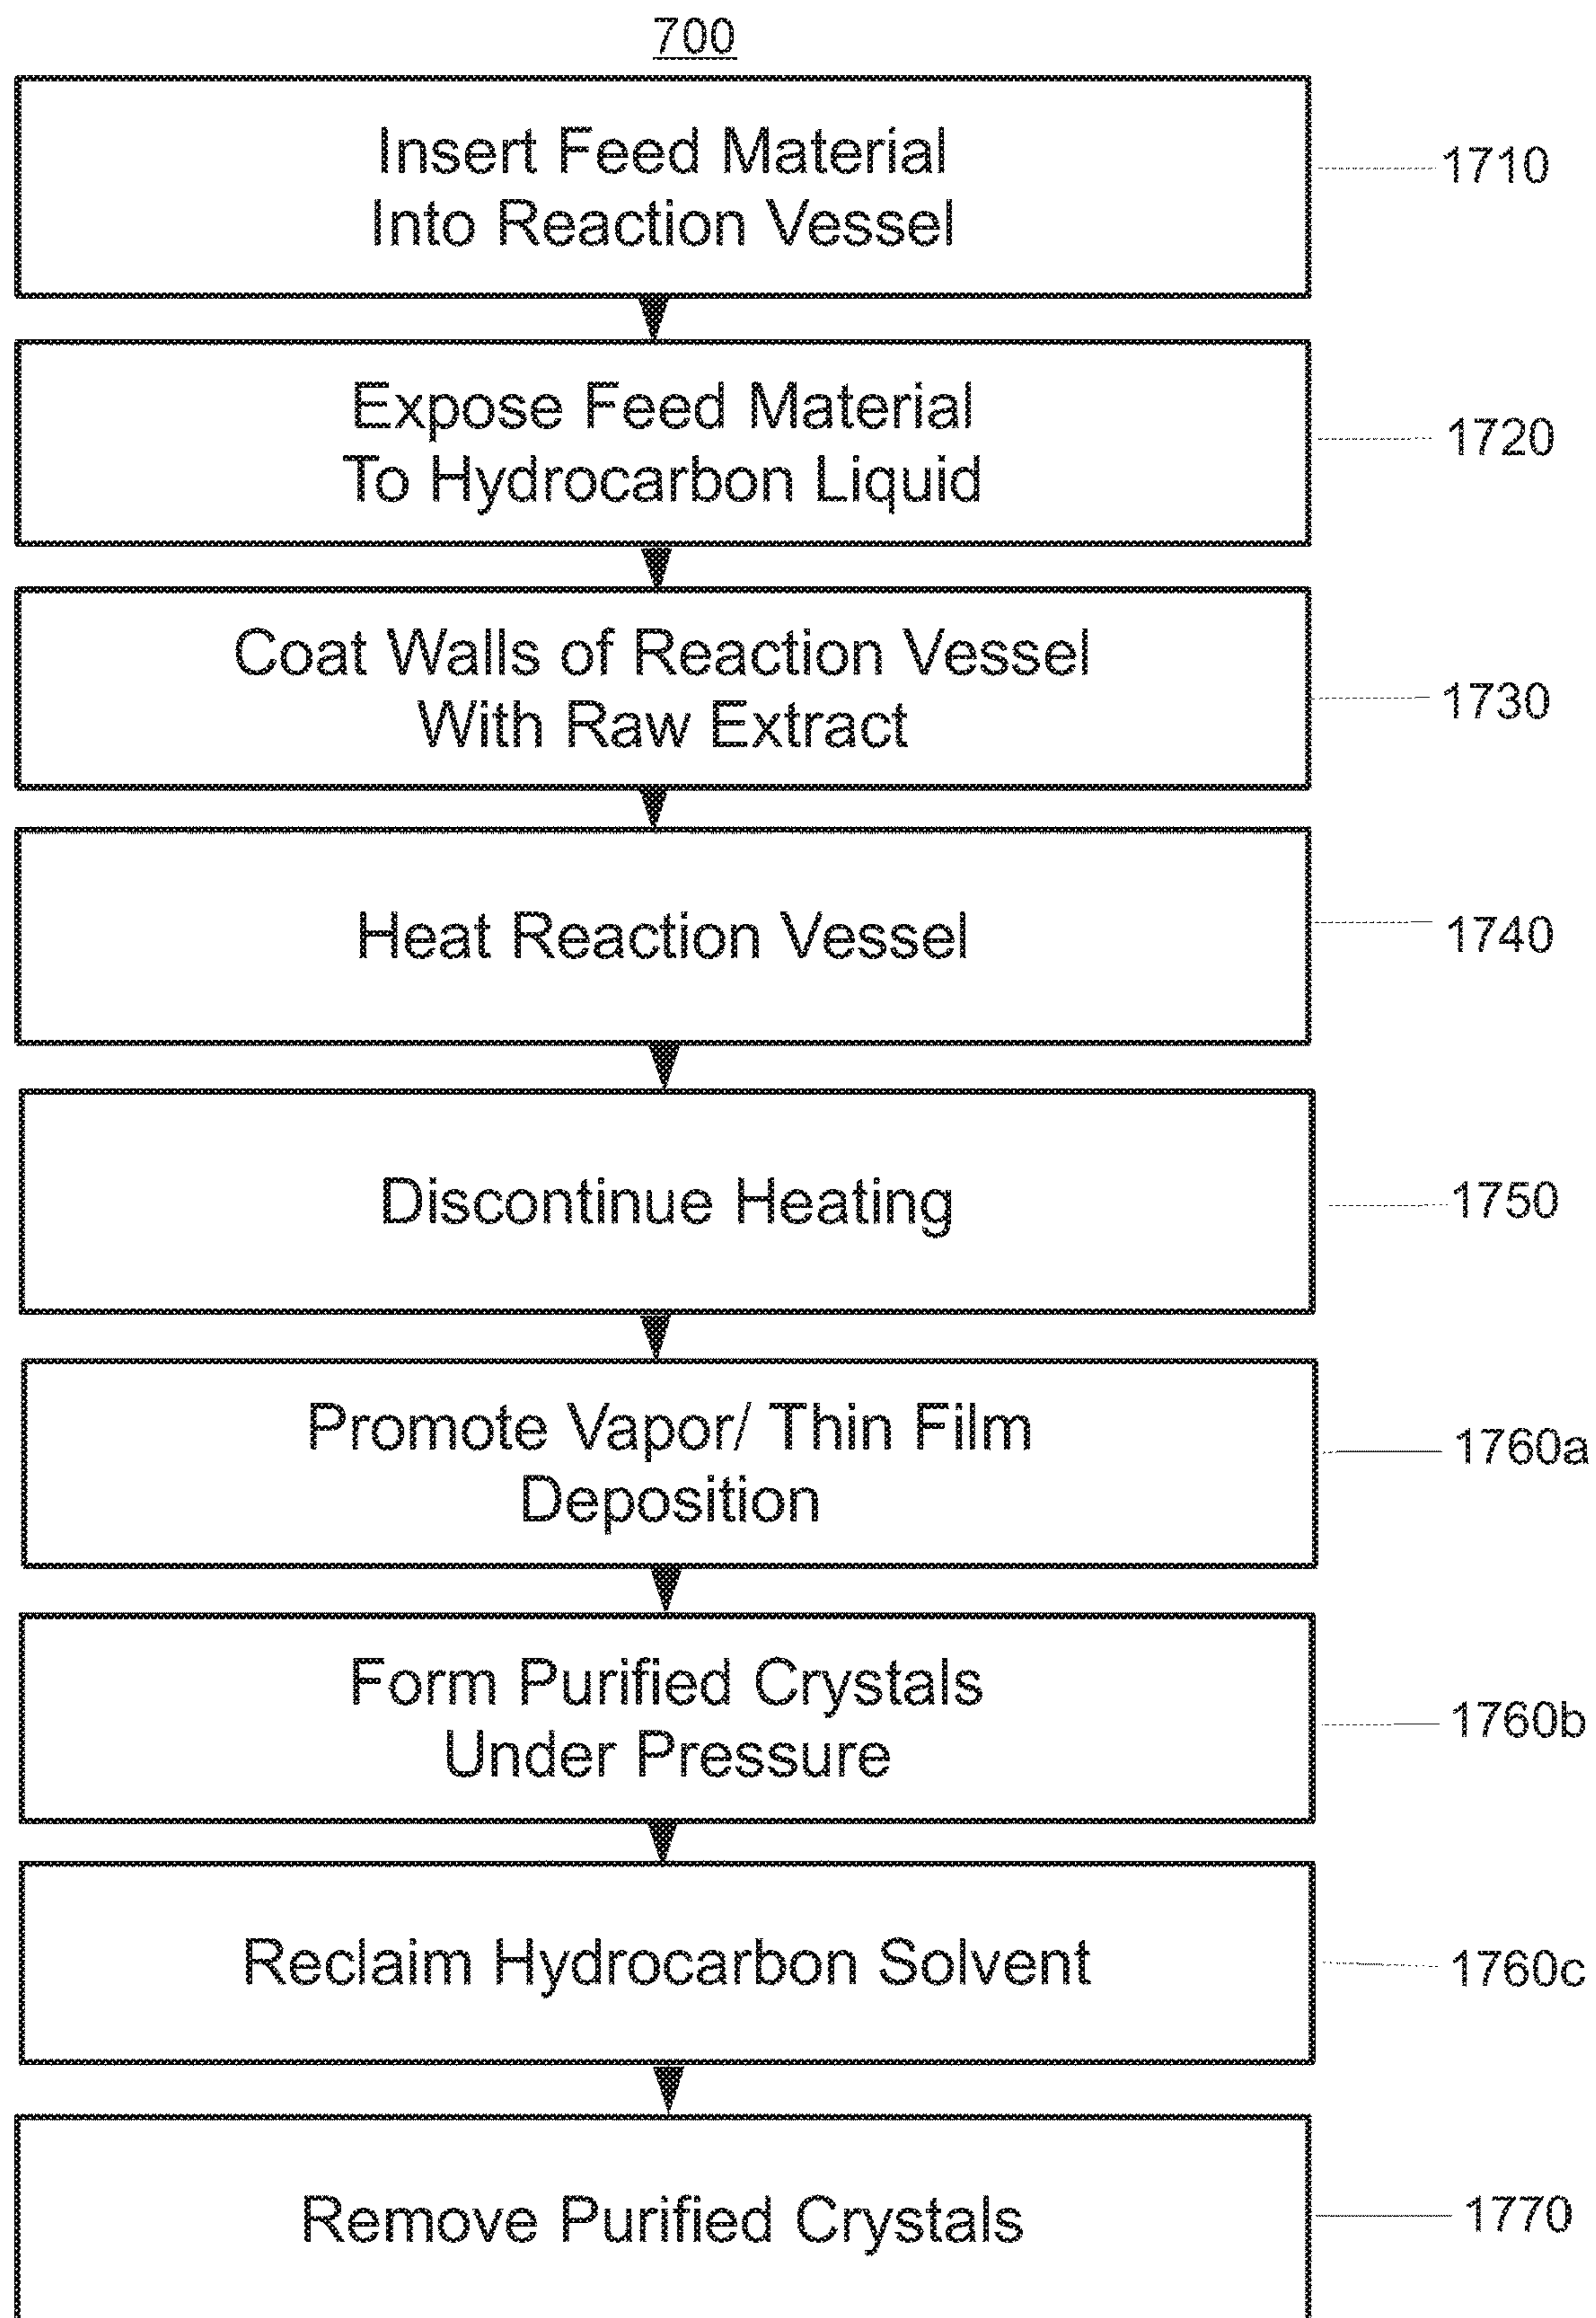 700
Insert Feed Material
Into Reaction Vessel
1710
Expose Feed Material
To Hydrocarbon Liquid
1720
Coat Walls of Reaction Vessel
With Raw Extract
1730
Heat Reaction Vessel
1740
Discontinue Heating
1750
Promote Vapor/ Thin Film
Deposition
1760a
Form Purified Crystals
Under Pressure
1760b
Reclaim Hydrocarbon Solvent
1760c
Remove Purified Crystals
1770